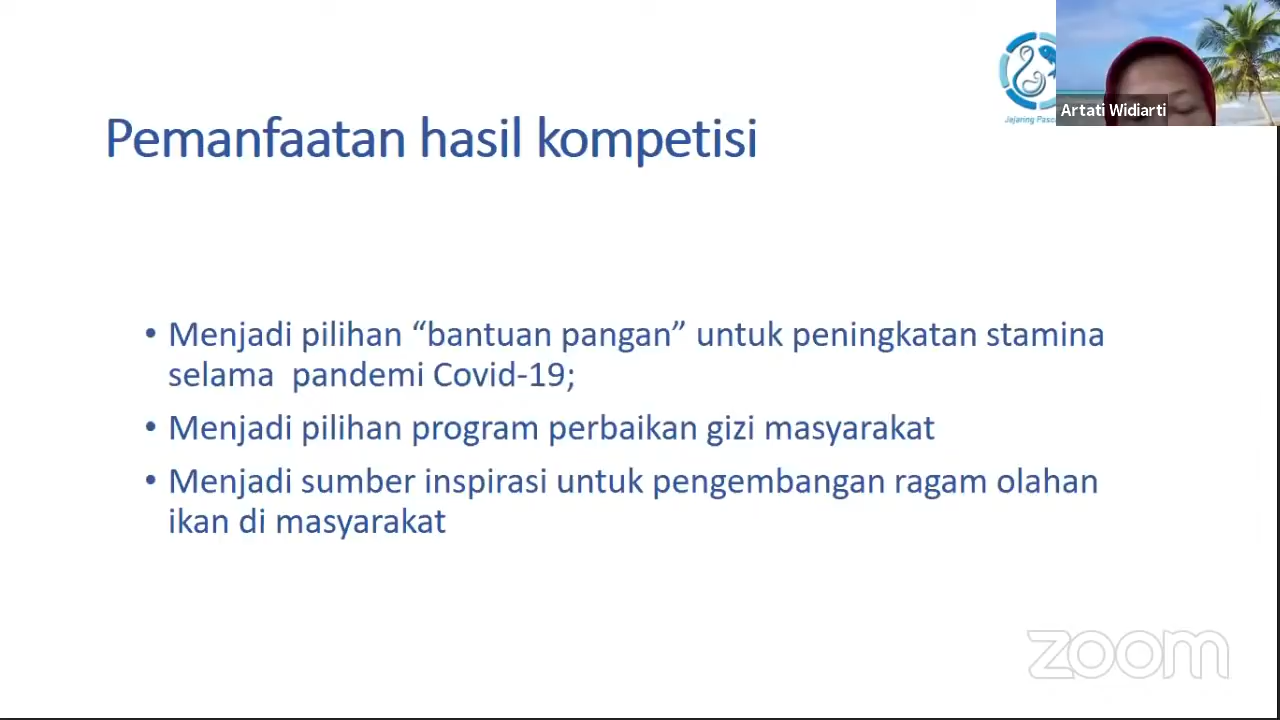 Jejaring
Artati Widiarti
Pemanfaatan hasil kompetisi
• Menjadi pilihan “bantuan pangan” untuk peningkatan stamina
selama pandemi Covid-19;
• Menjadi pilihan program perbaikan gizi masyarakat
• Menjadi sumber inspirasi untuk pengembangan ragam olahan
ikan di masyarakat
zoom